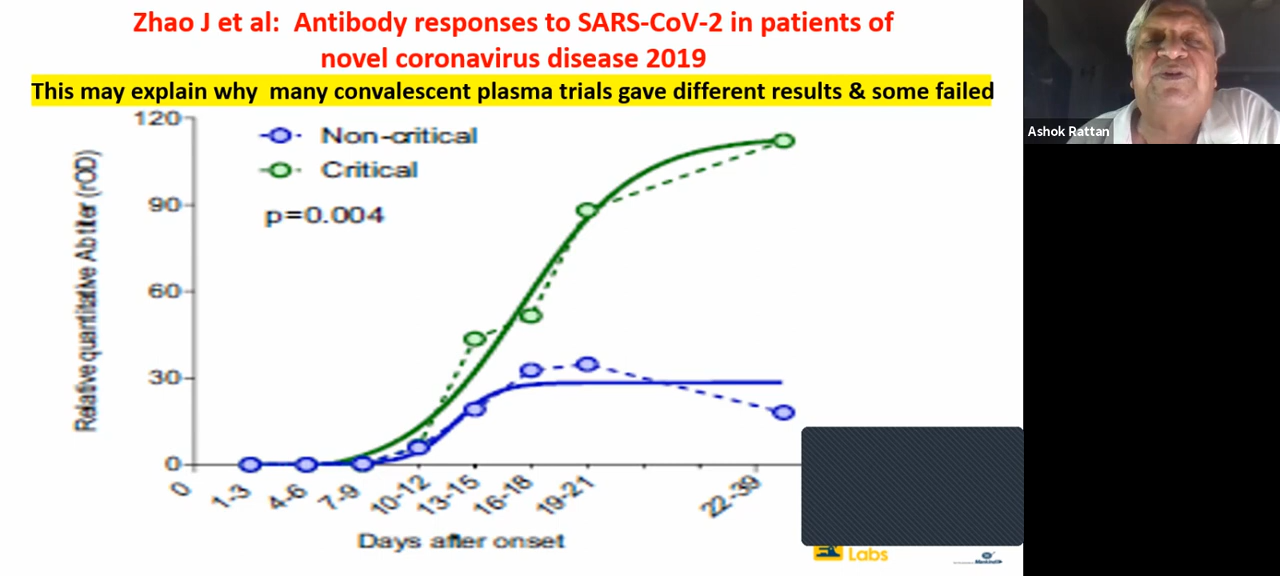 Zhao J et al: Antibody responses to SARS-CoV-2 in patients of
novel coronavirus disease 2019
This may explain why many convalescent plasma trials gave different results & some failed
Ashok Rattan
Relative quantitative Ab titer (rOD)
120
90
60
30
0
Non-critical
Critical
p=0.004
0
1-3
4-6
7-9
10-12
13-15
16-18
19-21
22-39
Days after onset
Labs